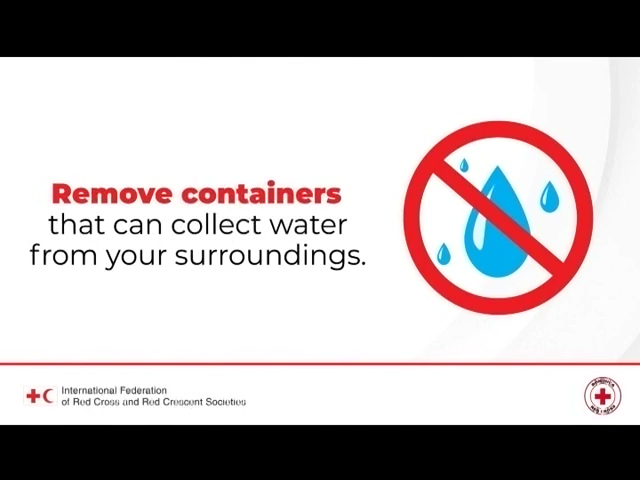 Remove containers
that can collect water
from your surroundings.
International Federation
of Red Cross and Red Crescent Societies